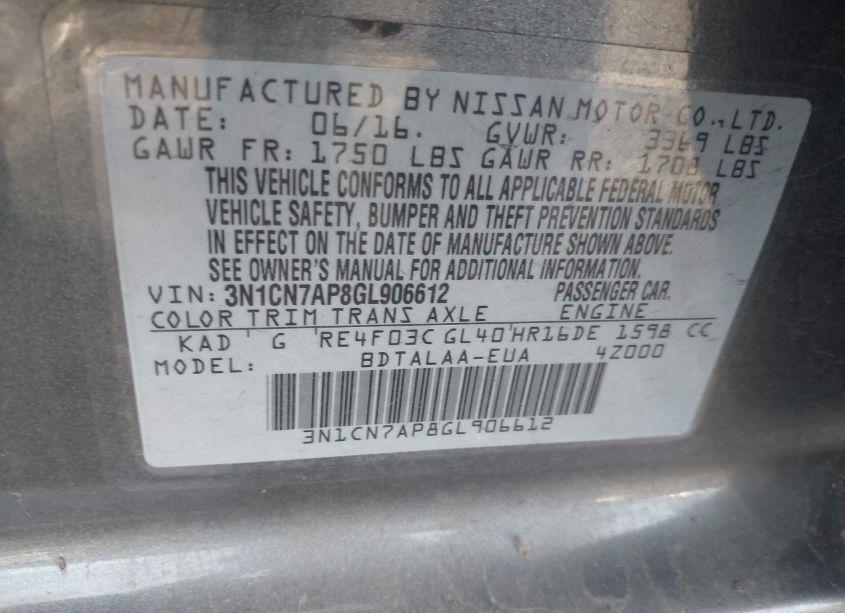 MANUFACTURED BY NISSAN MOTOR CO., LTD.
DATE: 06/16. GVWR: 3369 LBS
GAWR FR: 1750 LBS GAWR RR: 1708 LBS
THIS VEHICLE CONFORMS TO ALL APPLICABLE FEDERAL MOTOR
VEHICLE SAFETY, BUMPER AND THEFT PREVENTION STANDARDS
IN EFFECT ON THE DATE OF MANUFACTURE SHOWN ABOVE.
SEE OWNER'S MANUAL FOR ADDITIONAL INFORMATION.
VIN: 3N1CN7AP8GL906612 PASSENGER CAR.
COLOR TRIM TRANS AXLE ENGINE
KAD G RE4F03C GL40 HR16DE 1598 CC
MODEL: BDTALAA-EUA 4Z000
3N1CN7AP8GL906612